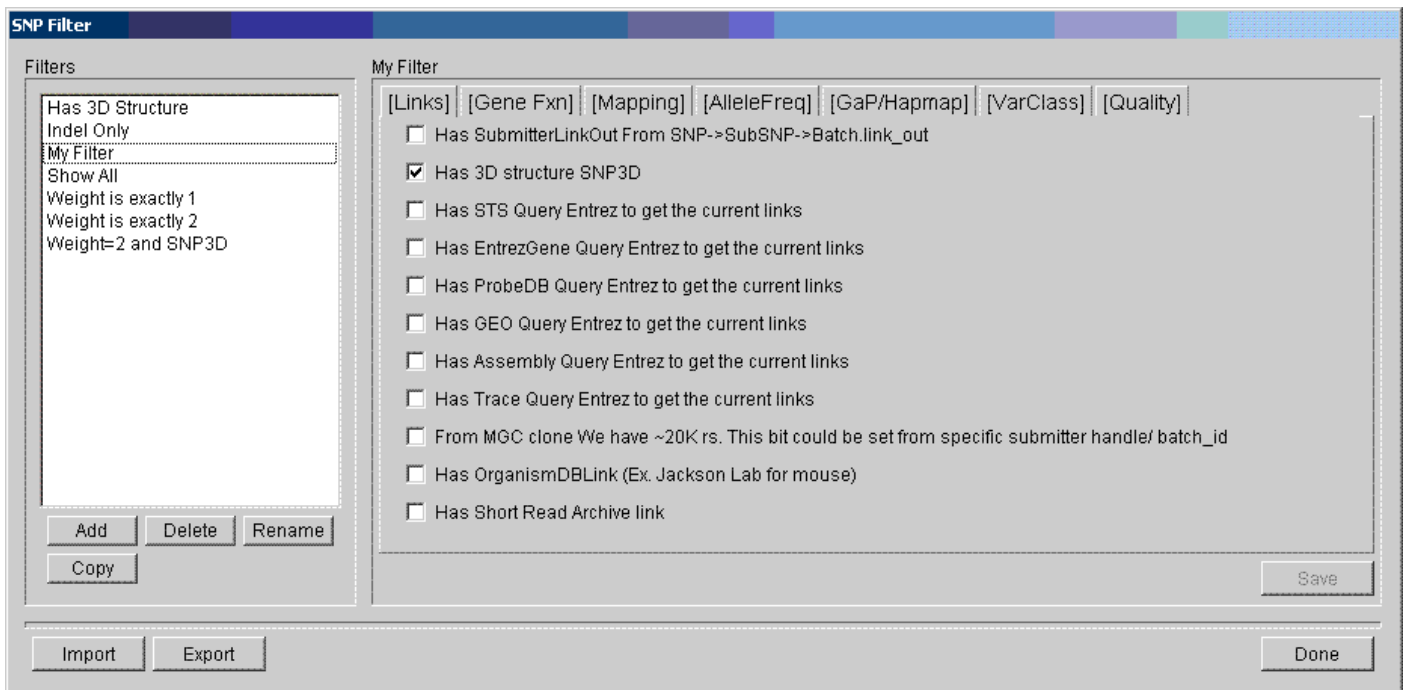 SNP Filter
Filters
Has 3D Structure
Indel Only
My Filter
Show All
Weight is exactly 1
Weight is exactly 2
Weight=2 and SNP3D
Add Delete Rename
Copy
My Filter
[Links] [Gene Fxn] [Mapping] [AlleleFreq] [GaP/Hapmap] [VarClass] [Quality]
Has SubmitterLinkOut From SNP->SubSNP->Batch.link_out
Has 3D structure SNP3D
Has STS Query Entrez to get the current links
Has EntrezGene Query Entrez to get the current links
Has ProbeDB Query Entrez to get the current links
Has GEO Query Entrez to get the current links
Has Assembly Query Entrez to get the current links
Has Trace Query Entrez to get the current links
From MGC clone We have ~20K rs. This bit could be set from specific submitter handle/ batch_id
Has OrganismDBLink (Ex. Jackson Lab for mouse)
Has Short Read Archive link
Save
Import Export Done